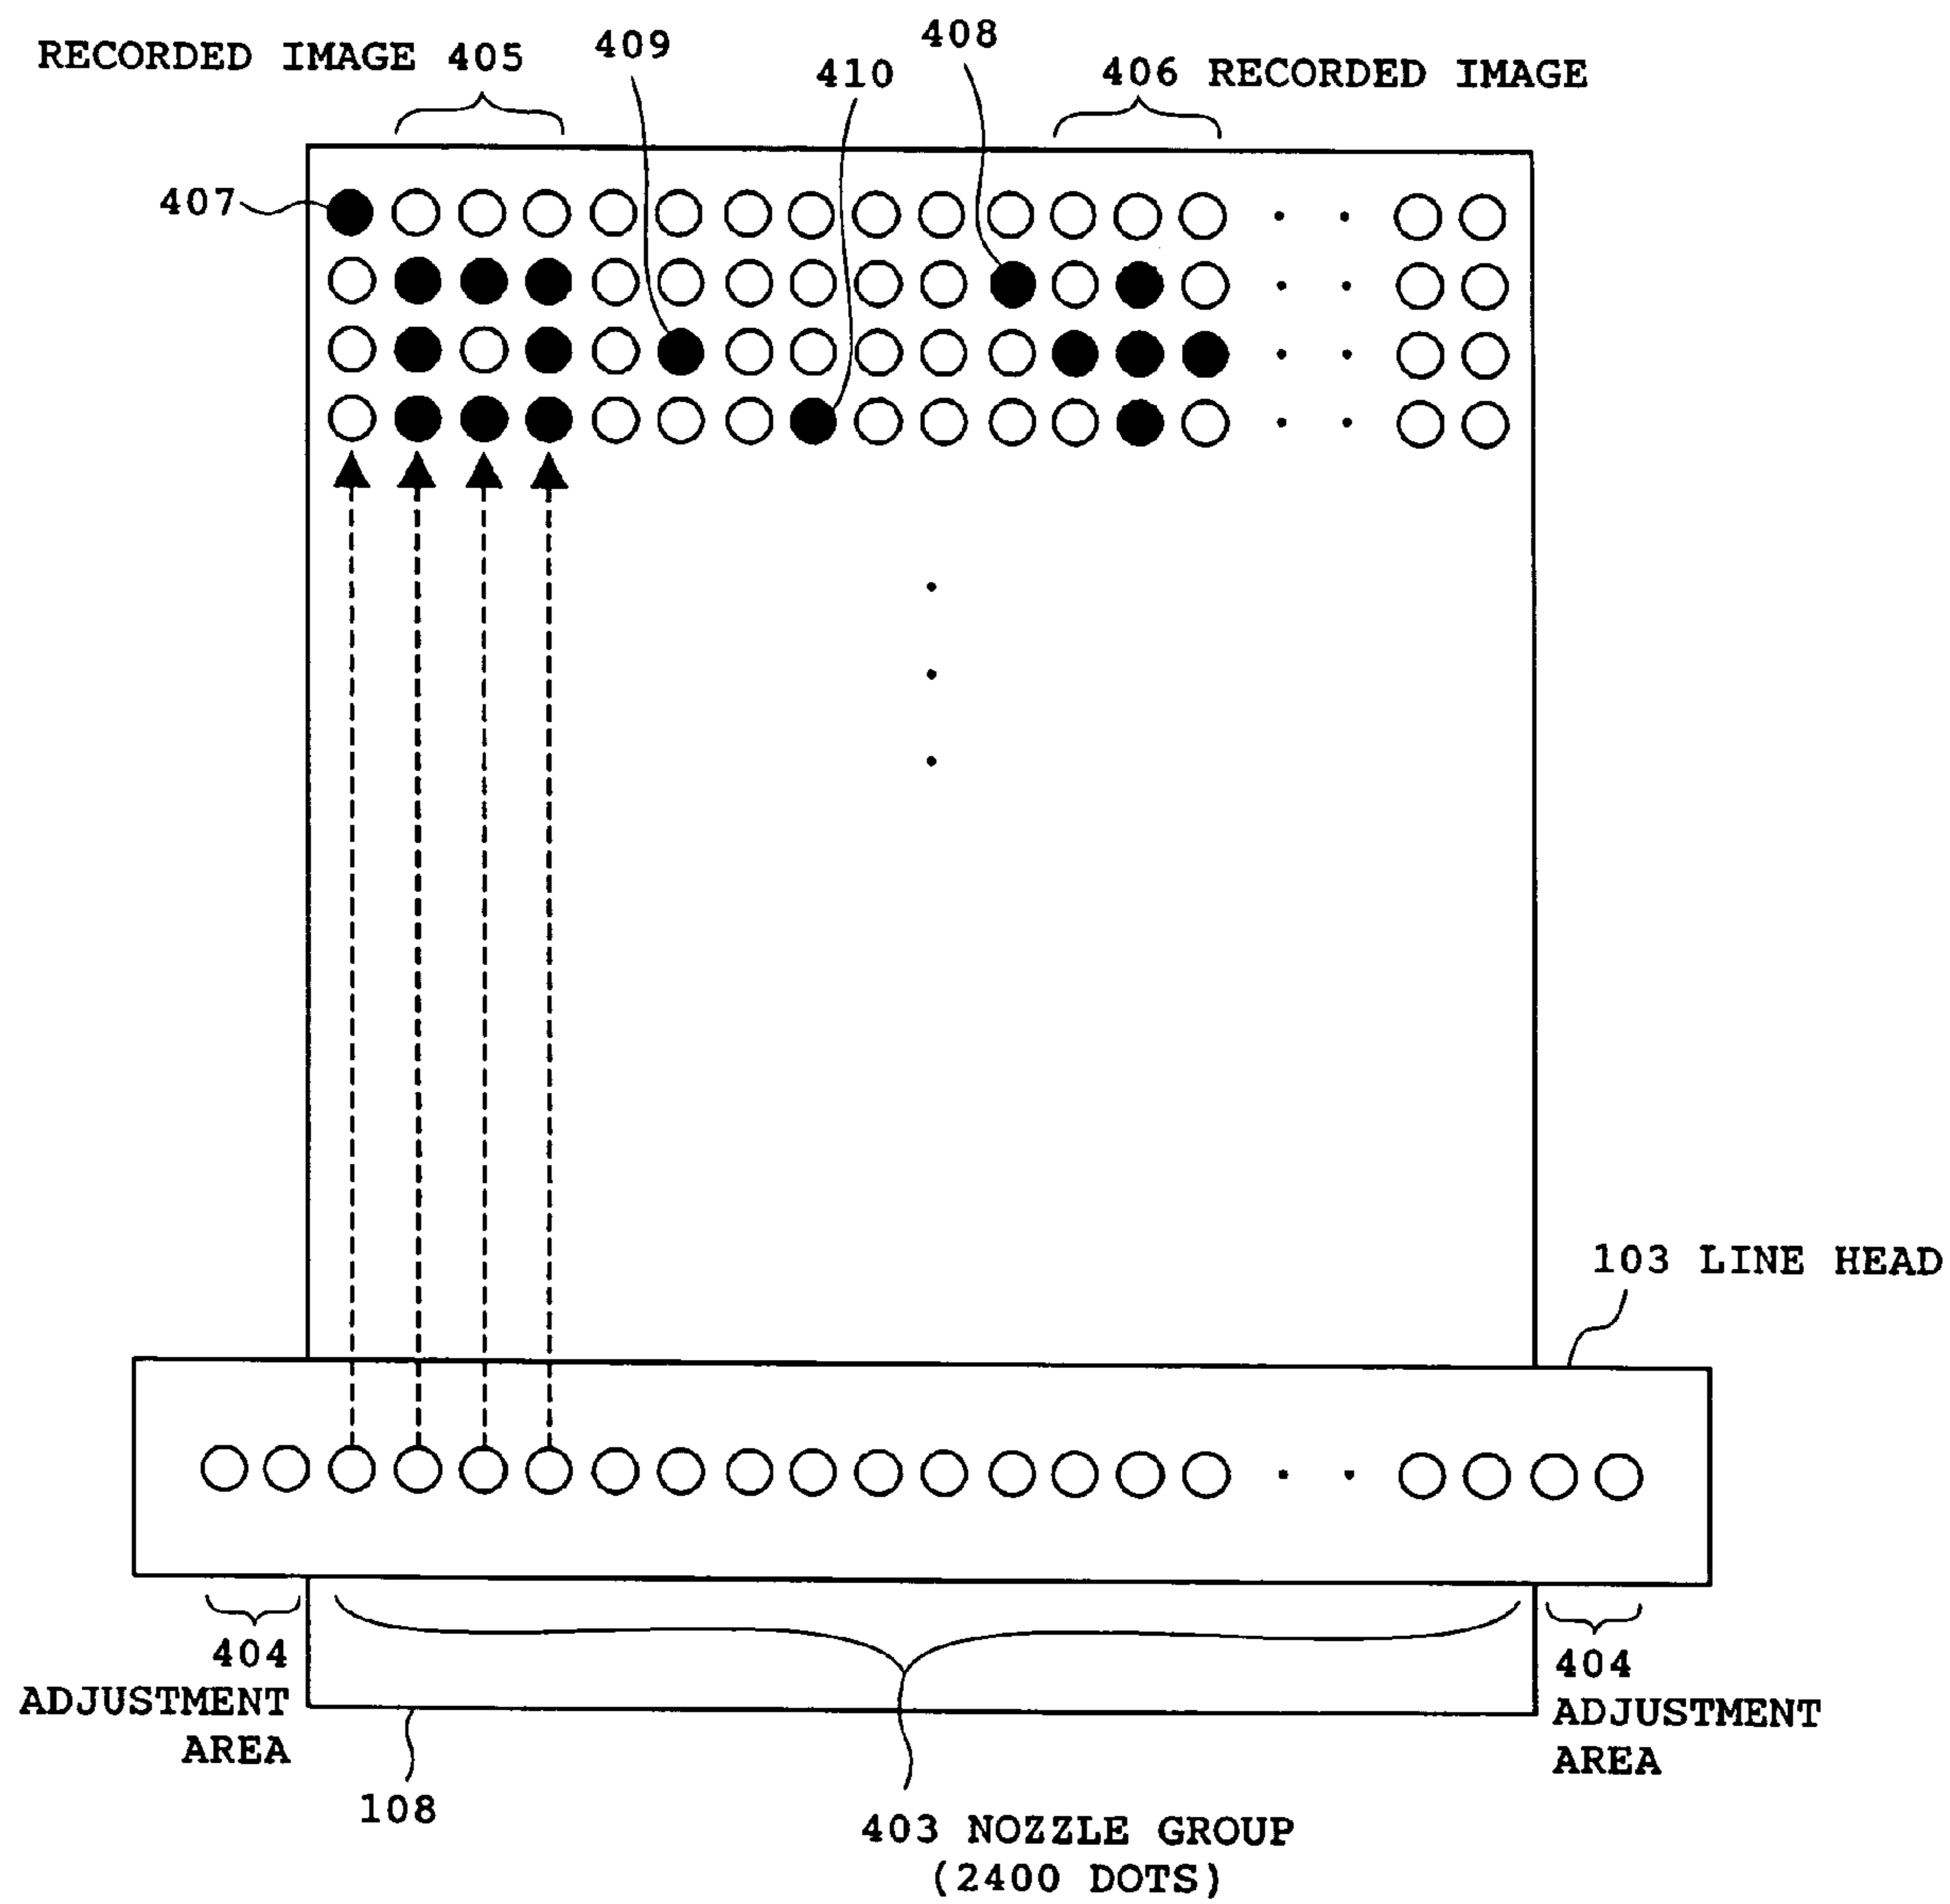 RECORDED IMAGE 405
409
410
408
406 RECORDED IMAGE
407
103 LINE HEAD
404
ADJUSTMENT
AREA
404
ADJUSTMENT
AREA
108
403 NOZZLE GROUP
(2400 DOTS)